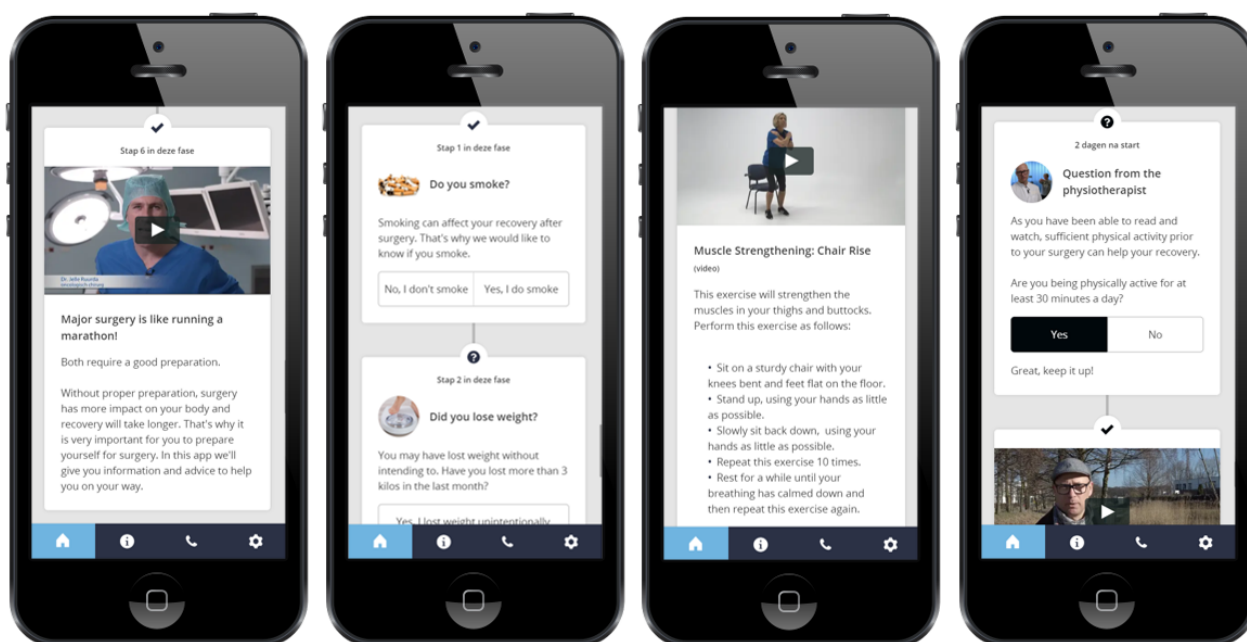 Stap 6 in deze fase
Dr. Jelle Ruurda
oncologisch chirurg
Major surgery is like running a
marathon!
Both require a good preparation.
Without proper preparation, surgery
has more impact on your body and
recovery will take longer. That's why it
is very important for you to prepare
yourself for surgery. In this app we'll
give you information and advice to help
you on your way.
Stap 1 in deze fase
Do you smoke?
Smoking can affect your recovery after
surgery. That's why we would like to
know if you smoke.
No, I don't smoke
Yes, I do smoke
Stap 2 in deze fase
Did you lose weight?
You may have lost weight without
intending to. Have you lost more than 3
kilos in the last month?
Yes, I lost weight unintentionally
Muscle Strengthening: Chair Rise
(video)
This exercise will strengthen the
muscles in your thighs and buttocks.
Perform this exercise as follows:
• Sit on a sturdy chair with your
knees bent and feet flat on the floor.
• Stand up, using your hands as little
as possible.
• Slowly sit back down, using your
hands as little as possible.
• Repeat this exercise 10 times.
• Rest for a while until your
breathing has calmed down and
then repeat this exercise again.
2 dagen na start
Question from the
physiotherapist
As you have been able to read and
watch, sufficient physical activity prior
to your surgery can help your recovery.
Are you being physically active for at
least 30 minutes a day?
Yes
No
Great, keep it up!